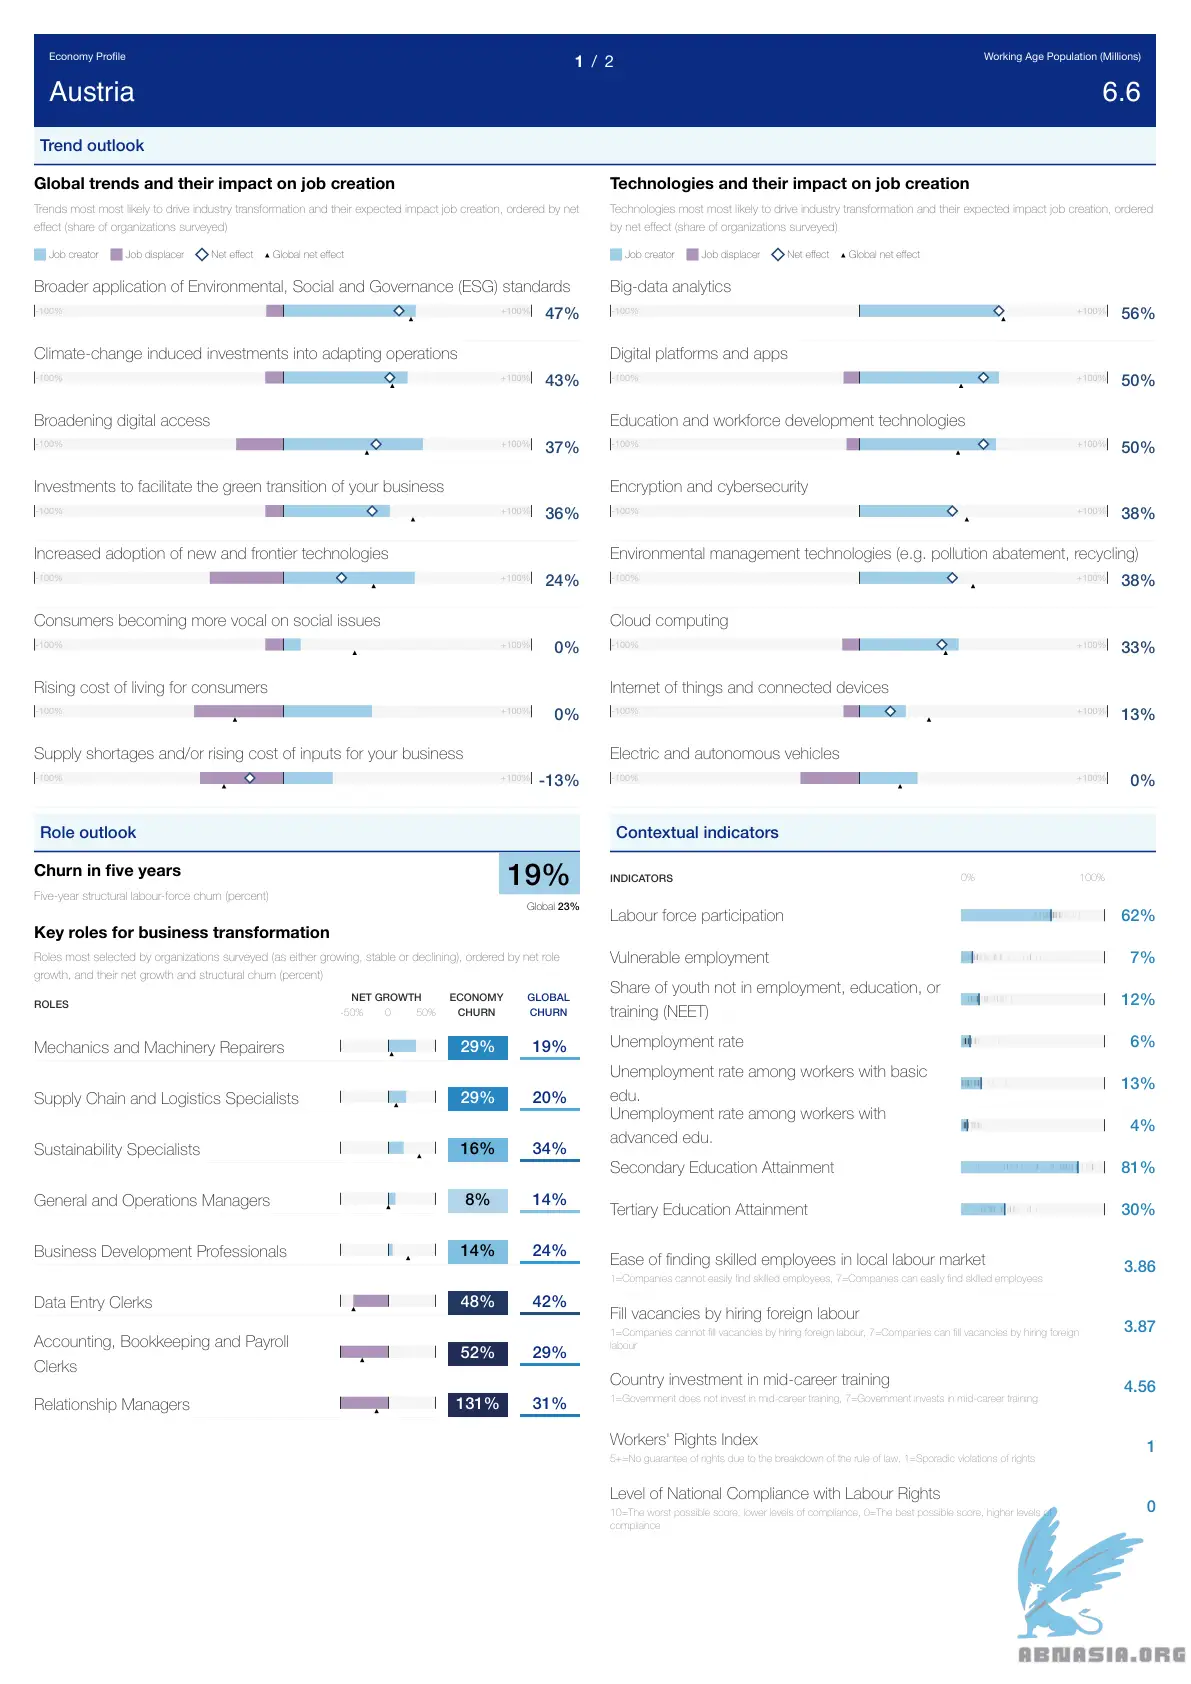 Economy Profile
1 / 2
Working Age Population (Millions)
Austria
6.6
Trend outlook
Global trends and their impact on job creation
Trends most most likely to drive industry transformation and their expected impact job creation, ordered by net
effect (share of organizations surveyed)
Job creator Job displacer Net effect Global net effect
Broader application of Environmental, Social and Governance (ESG) standards
-100% +100% 47%
Climate-change induced investments into adapting operations
-100% +100% 43%
Broadening digital access
-100% +100% 37%
Investments to facilitate the green transition of your business
-100% +100% 36%
Increased adoption of new and frontier technologies
-100% +100% 24%
Consumers becoming more vocal on social issues
-100% +100% 0%
Rising cost of living for consumers
-100% +100% 0%
Supply shortages and/or rising cost of inputs for your business
-100% +100% -13%
Technologies and their impact on job creation
Technologies most most likely to drive industry transformation and their expected impact on job creation, ordered
by net effect (share of organizations surveyed)
Job creator Job displacer Net effect Global net effect
Big-data analytics
-100% +100% 56%
Digital platforms and apps
-100% +100% 50%
Education and workforce development technologies
-100% +100% 50%
Encryption and cybersecurity
-100% +100% 38%
Environmental management technologies (e.g. pollution abatement, recycling)
-100% +100% 38%
Cloud computing
-100% +100% 33%
Internet of things and connected devices
-100% +100% 13%
Electric and autonomous vehicles
-100% +100% 0%
Role outlook
Churn in five years
19%
Five-year structural labour-force churn (percent)
Global 23%
Key roles for business transformation
Roles most selected by organizations surveyed (as either growing, stable or declining), ordered by net role
growth, and their net growth and structural churn (percent)
ROLES NET GROWTH ECONOMY CHURN GLOBAL CHURN
-50% 0 50%
Mechanics and Machinery Repairers 29% 19%
Supply Chain and Logistics Specialists 29% 20%
Sustainability Specialists 16% 34%
General and Operations Managers 8% 14%
Business Development Professionals 14% 24%
Data Entry Clerks 48% 42%
Accounting, Bookkeeping and Payroll
Clerks 52% 29%
Relationship Managers 131% 31%
Contextual indicators
INDICATORS 0% 100%
Labour force participation 62%
Vulnerable employment 7%
Share of youth not in employment, education, or
training (NEET) 12%
Unemployment rate 6%
Unemployment rate among workers with basic
edu. 13%
Unemployment rate among workers with
advanced edu. 4%
Secondary Education Attainment 81%
Tertiary Education Attainment 30%
Ease of finding skilled employees in local labour market 3.86
1=Companies cannot easily find skilled employees, 7=Companies can easily find skilled employees
Fill vacancies by hiring foreign labour 3.87
1=Companies cannot fill vacancies by hiring foreign labour, 7=Companies can fill vacancies by hiring foreign
labour
Country investment in mid-career training 4.56
1=Government does not invest in mid-career training, 7=Government invests in mid-career training
Workers' Rights Index 1
5+=No guarantee of rights due to the breakdown of the rule of law, 1=Sporadic violations of rights
Level of National Compliance with Labour Rights 0
10=The worst possible score, lower levels of compliance, 0=The best possible score, higher levels of
compliance
ABNASIA.ORG